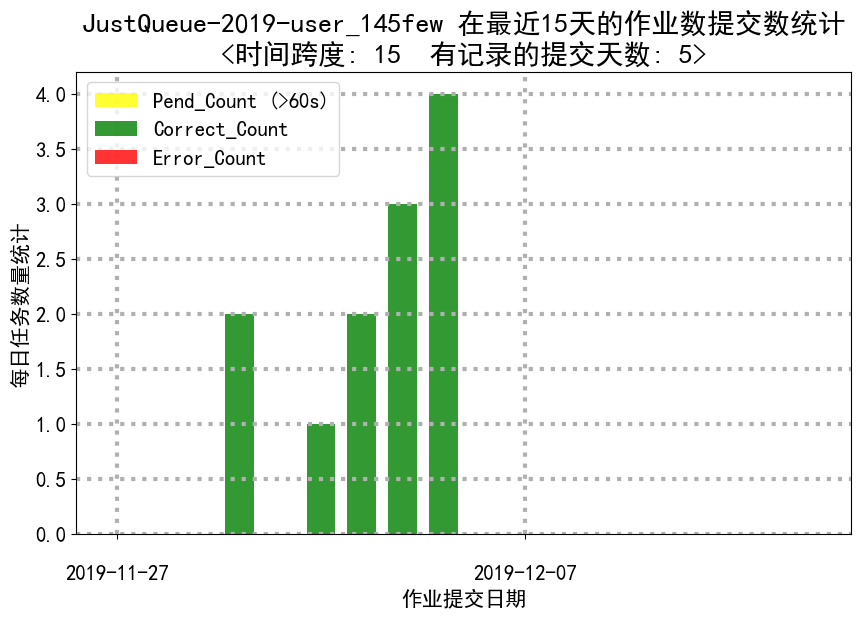 JustQueue-2019-user_145few 在最近15天的作业数提交数统计
<时间跨度: 15  有记录的提交天数: 5>
Pend_Count (>60s)
Correct_Count
Error_Count
每日任务数量统计
4.0
3.5
3.0
2.5
2.0
1.5
1.0
0.5
0.0
2019-11-27
2019-12-07
作业提交日期